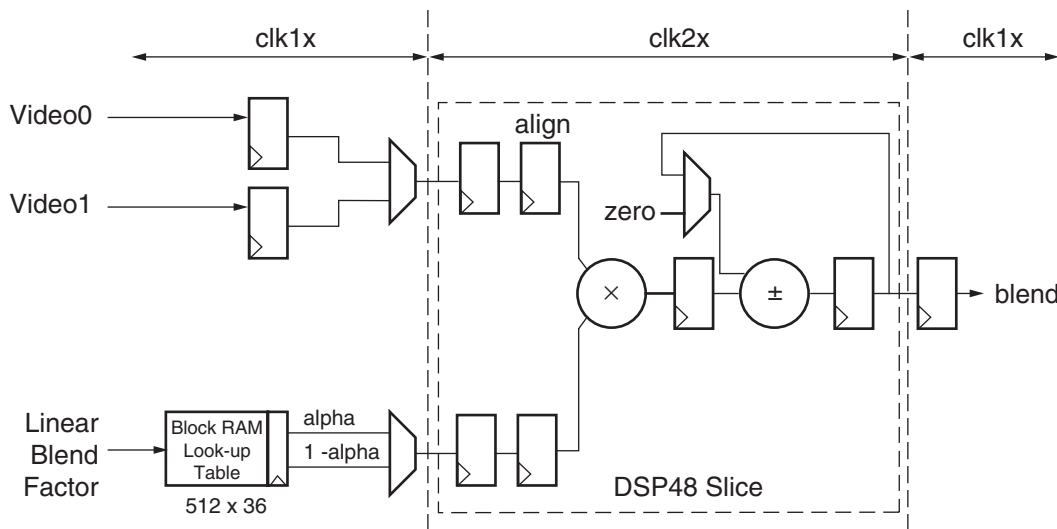 clk1x
clk2x
clk1x
Video0
align
Video1
zero
×
±
blend
Linear
Blend
Factor
Block RAM
Look-up
Table
alpha
1 -alpha
512 x 36
DSP48 Slice